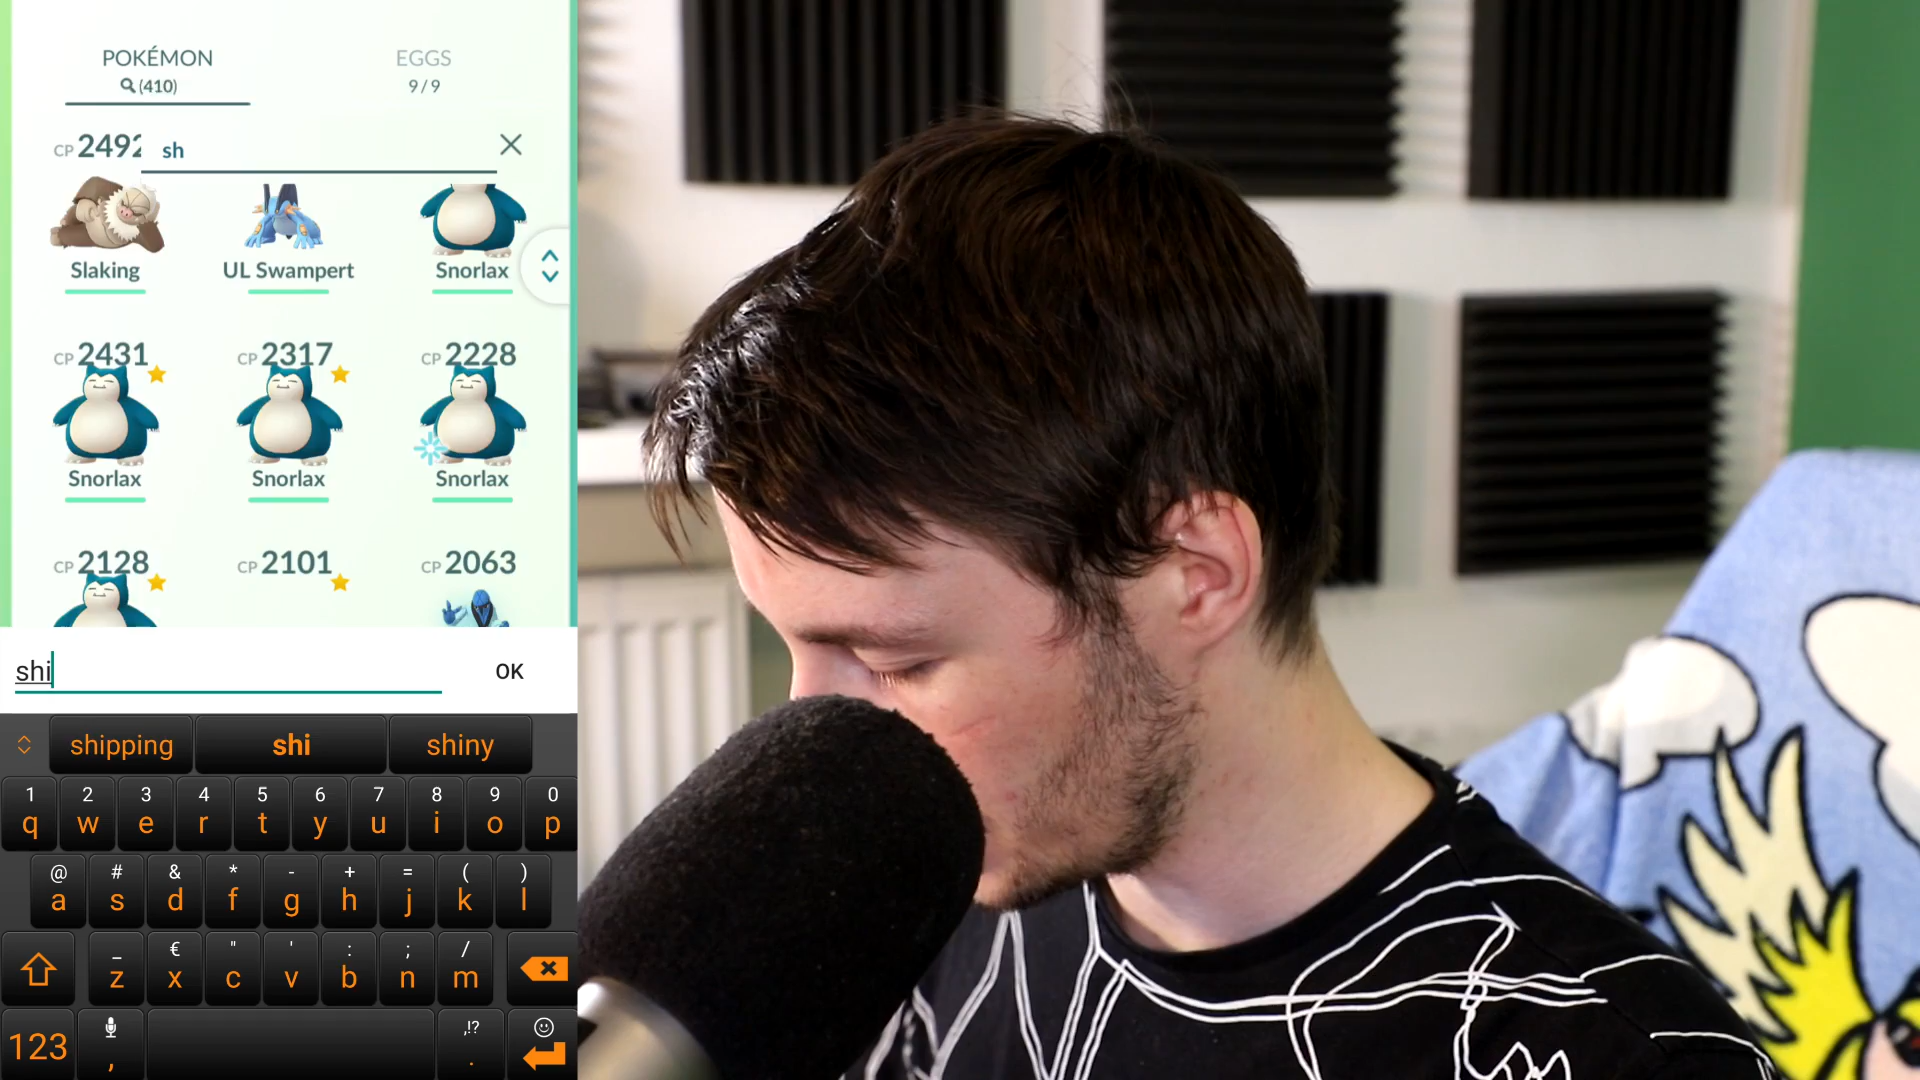 POKÉMON
(410)
EGGS
9/9
CP 2492
sh
Slaking
UL Swampert
Snorlax
CP 2431
CP 2317
CP 2228
Snorlax
Snorlax
Snorlax
CP 2128
CP 2101
CP 2063
shi
OK
shipping
shi
shiny
1 2 3 4 5 6 7 8 9 0
q w e r t y u i o p
@ # & * - + = ( )
a s d f g h j k l
_ € " ' : ; /
z x c v b n m
123
,
,!?
.